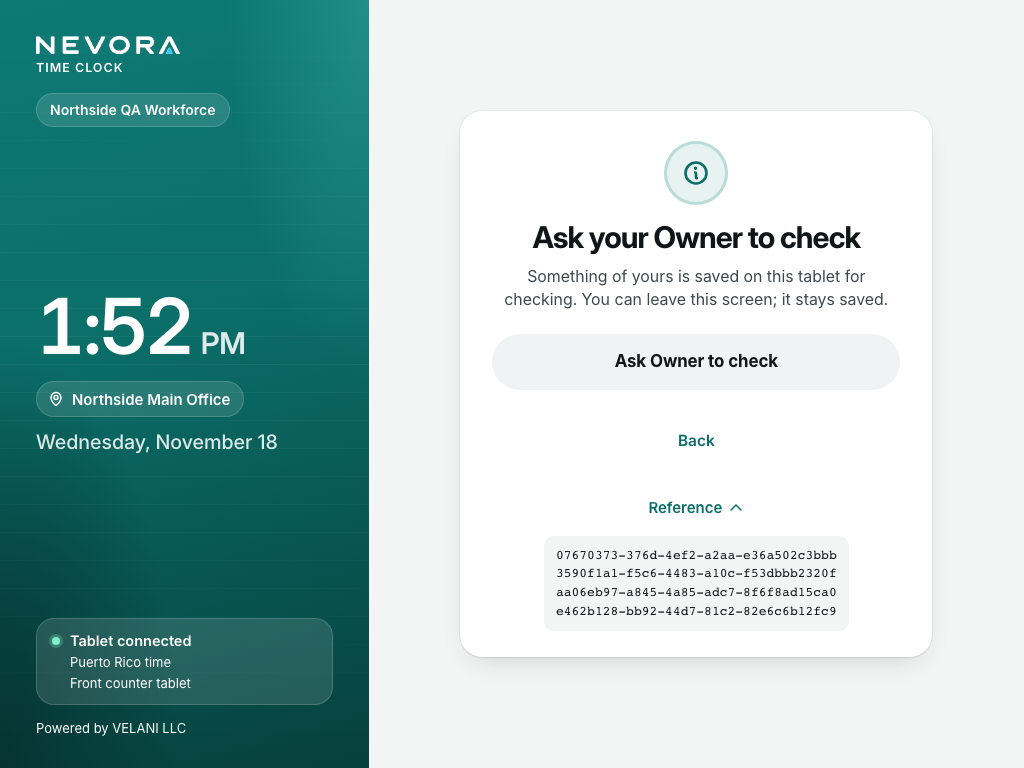 NEVORA
TIME CLOCK
Northside QA Workforce
1:52 PM
Northside Main Office
Wednesday, November 18
Tablet connected
Puerto Rico time
Front counter tablet
Powered by VELANI LLC
Ask your Owner to check
Something of yours is saved on this tablet for
checking. You can leave this screen; it stays saved.
Ask Owner to check
Back
Reference
07670373-376d-4ef2-a2aa-e36a502c3bbb
3590f1a1-f5c6-4483-a10c-f53dbbb2320f
aa06eb97-a845-4a85-adc7-8f6f8ad15ca0
e462b128-bb92-44d7-81c2-82e6c6b12fc9